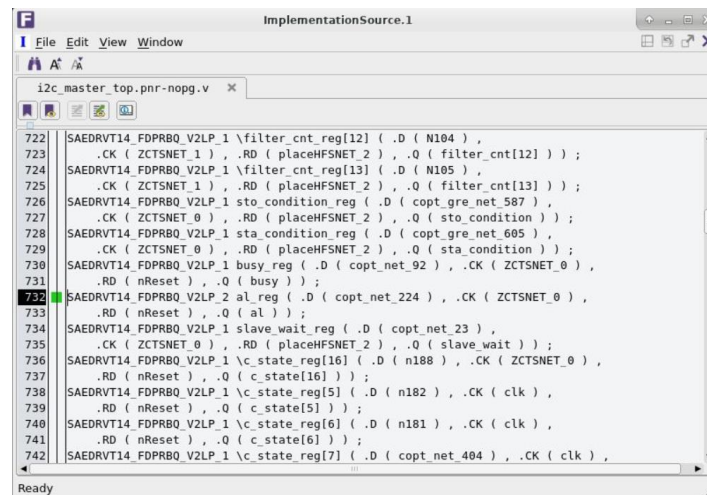 F ImplementationSource.1
I File Edit View Window
i2c_master_top.pnr-nopg.v
722 SAEDRVT14_FDPRBQ_V2LP_1 \filter_cnt_reg[12] ( .D ( N104 ) ,
723 .CK ( ZCTSNET_1 ) , .RD ( placeHFSNET_2 ) , .Q ( filter_cnt[12] ) ) ;
724 SAEDRVT14_FDPRBQ_V2LP_1 \filter_cnt_reg[13] ( .D ( N105 ) ,
725 .CK ( ZCTSNET_1 ) , .RD ( placeHFSNET_2 ) , .Q ( filter_cnt[13] ) ) ;
726 SAEDRVT14_FDPRBQ_V2LP_1 sto_condition_reg ( .D ( copt_gre_net_587 ) ,
727 .CK ( ZCTSNET_0 ) , .RD ( placeHFSNET_2 ) , .Q ( sto_condition ) ) ;
728 SAEDRVT14_FDPRBQ_V2LP_1 sta_condition_reg ( .D ( copt_gre_net_605 ) ,
729 .CK ( ZCTSNET_0 ) , .RD ( placeHFSNET_2 ) , .Q ( sta_condition ) ) ;
730 SAEDRVT14_FDPRBQ_V2LP_1 busy_reg ( .D ( copt_net_92 ) , .CK ( ZCTSNET_0 ) ,
731 .RD ( nReset ) , .Q ( busy ) ) ;
732 SAEDRVT14_FDPRBQ_V2LP_2 al_reg ( .D ( copt_net_224 ) , .CK ( ZCTSNET_0 ) ,
733 .RD ( nReset ) , .Q ( al ) ) ;
734 SAEDRVT14_FDPRBQ_V2LP_1 slave_wait_reg ( .D ( copt_net_23 ) ,
735 .CK ( ZCTSNET_0 ) , .RD ( placeHFSNET_2 ) , .Q ( slave_wait ) ) ;
736 SAEDRVT14_FDPRBQ_V2LP_1 \c_state_reg[16] ( .D ( n188 ) , .CK ( ZCTSNET_0 ) ,
737 .RD ( nReset ) , .Q ( c_state[16] ) ) ;
738 SAEDRVT14_FDPRBQ_V2LP_1 \c_state_reg[5] ( .D ( n182 ) , .CK ( clk ) ,
739 .RD ( nReset ) , .Q ( c_state[5] ) ) ;
740 SAEDRVT14_FDPRBQ_V2LP_1 \c_state_reg[6] ( .D ( n181 ) , .CK ( clk ) ,
741 .RD ( nReset ) , .Q ( c_state[6] ) ) ;
742 SAEDRVT14_FDPRBQ_V2LP_1 \c_state_reg[7] ( .D ( copt_net_404 ) , .CK ( clk ) ,
Ready